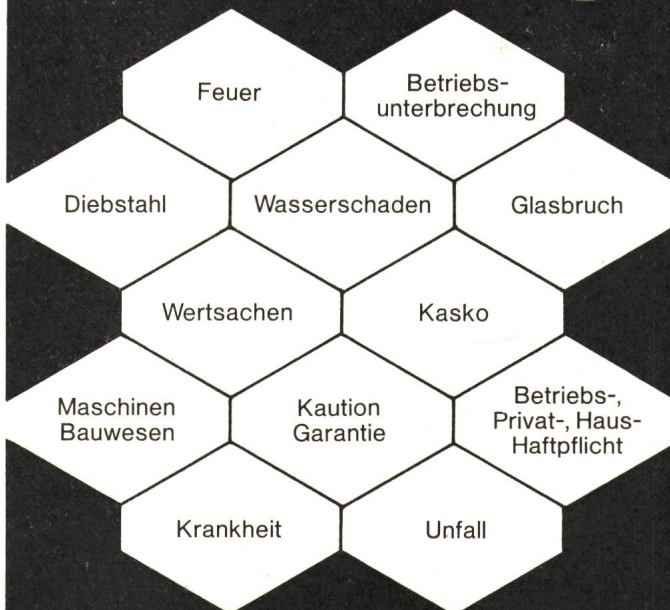 Feuer
Betriebs-
unterbrechung
Diebstahl
Wasserschaden
Glasbruch
Wertsachen
Kasko
Maschinen
Bauwesen
Kaution
Garantie
Betriebs-,
Privat-, Haus-
Haftpflicht
Krankheit
Unfall